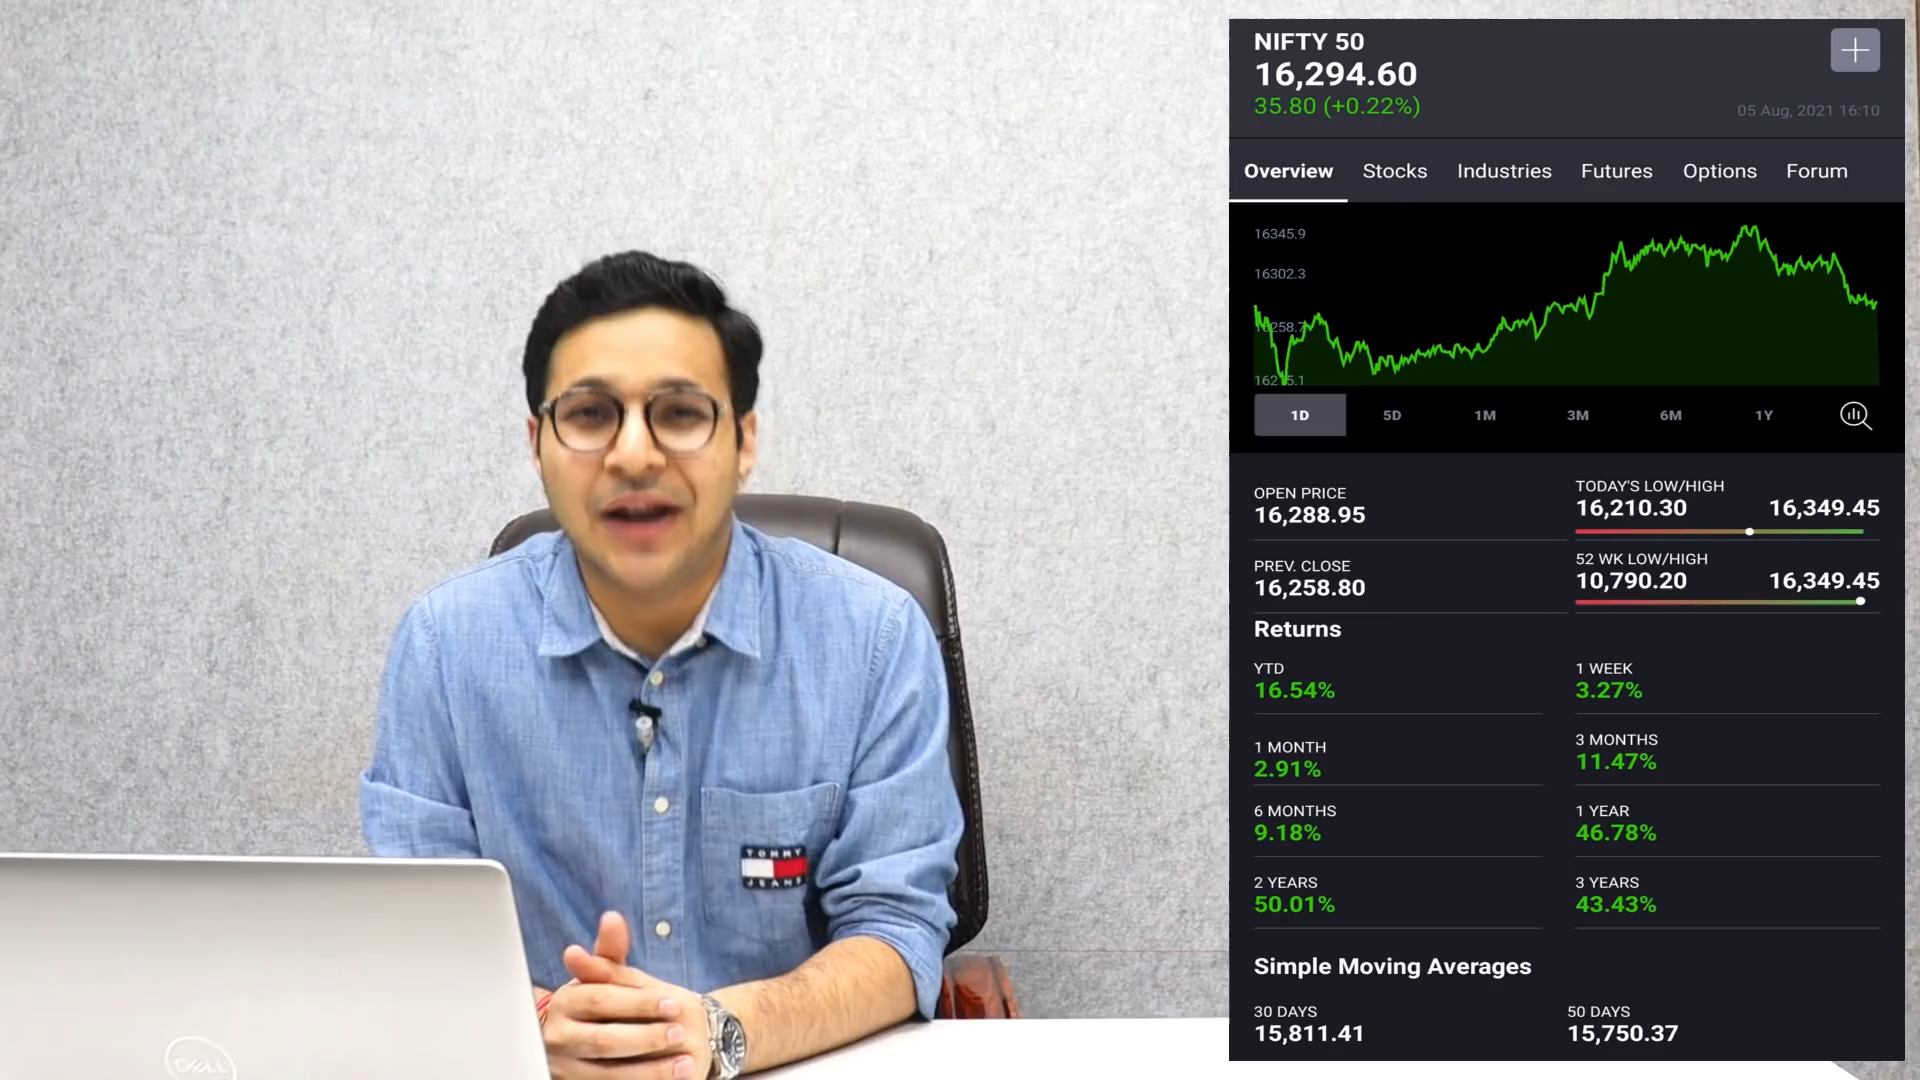 NIFTY 50
16,294.60
35.80 (+0.22%)
05 Aug, 2021 16:10
Overview Stocks Industries Futures Options Forum
16345.9
16302.3
16258.7
1D 5D 1M 3M 6M 1Y
OPEN PRICE
16,288.95
TODAY'S LOW/HIGH
16,210.30 16,349.45
PREV. CLOSE
16,258.80
52 WK LOW/HIGH
10,790.20 16,349.45
Returns
YTD
16.54%
1 WEEK
3.27%
1 MONTH
2.91%
3 MONTHS
11.47%
6 MONTHS
9.18%
1 YEAR
46.78%
2 YEARS
50.01%
3 YEARS
43.43%
Simple Moving Averages
30 DAYS
15,811.41
50 DAYS
15,750.37
TOMMY
JEANS
DELL